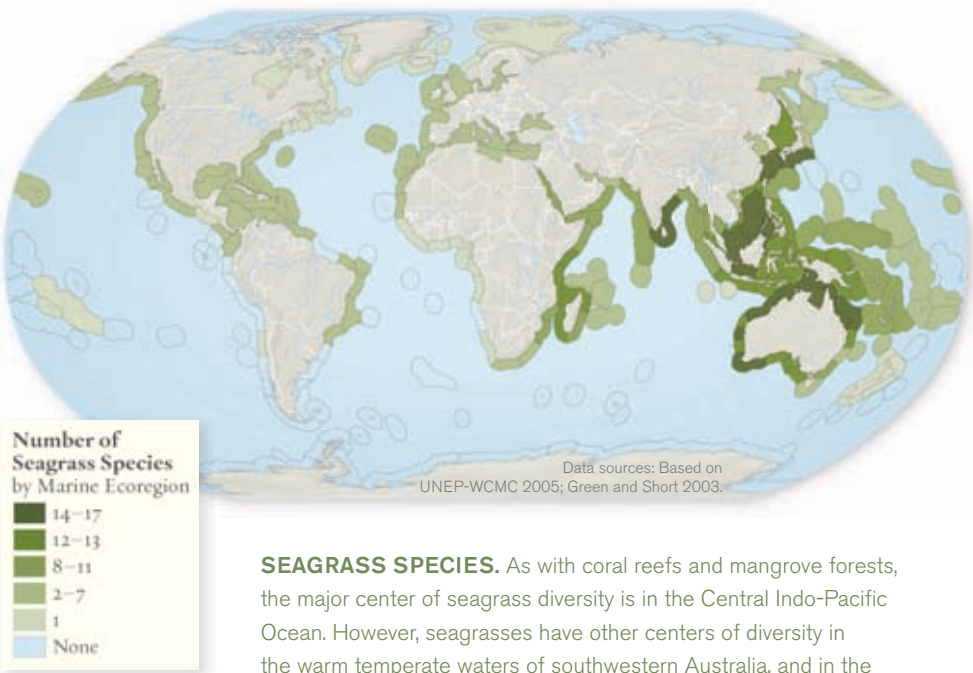 Data sources: Based on
UNEP-WCMC 2005; Green and Short 2003.
Number of
Seagrass Species
by Marine Ecoregion
14–17
12–13
8–11
2–7
1
None
SEAGRASS SPECIES. As with coral reefs and mangrove forests,
the major center of seagrass diversity is in the Central Indo-Pacific
Ocean. However, seagrasses have other centers of diversity in
the warm temperate waters of southwestern Australia, and in the